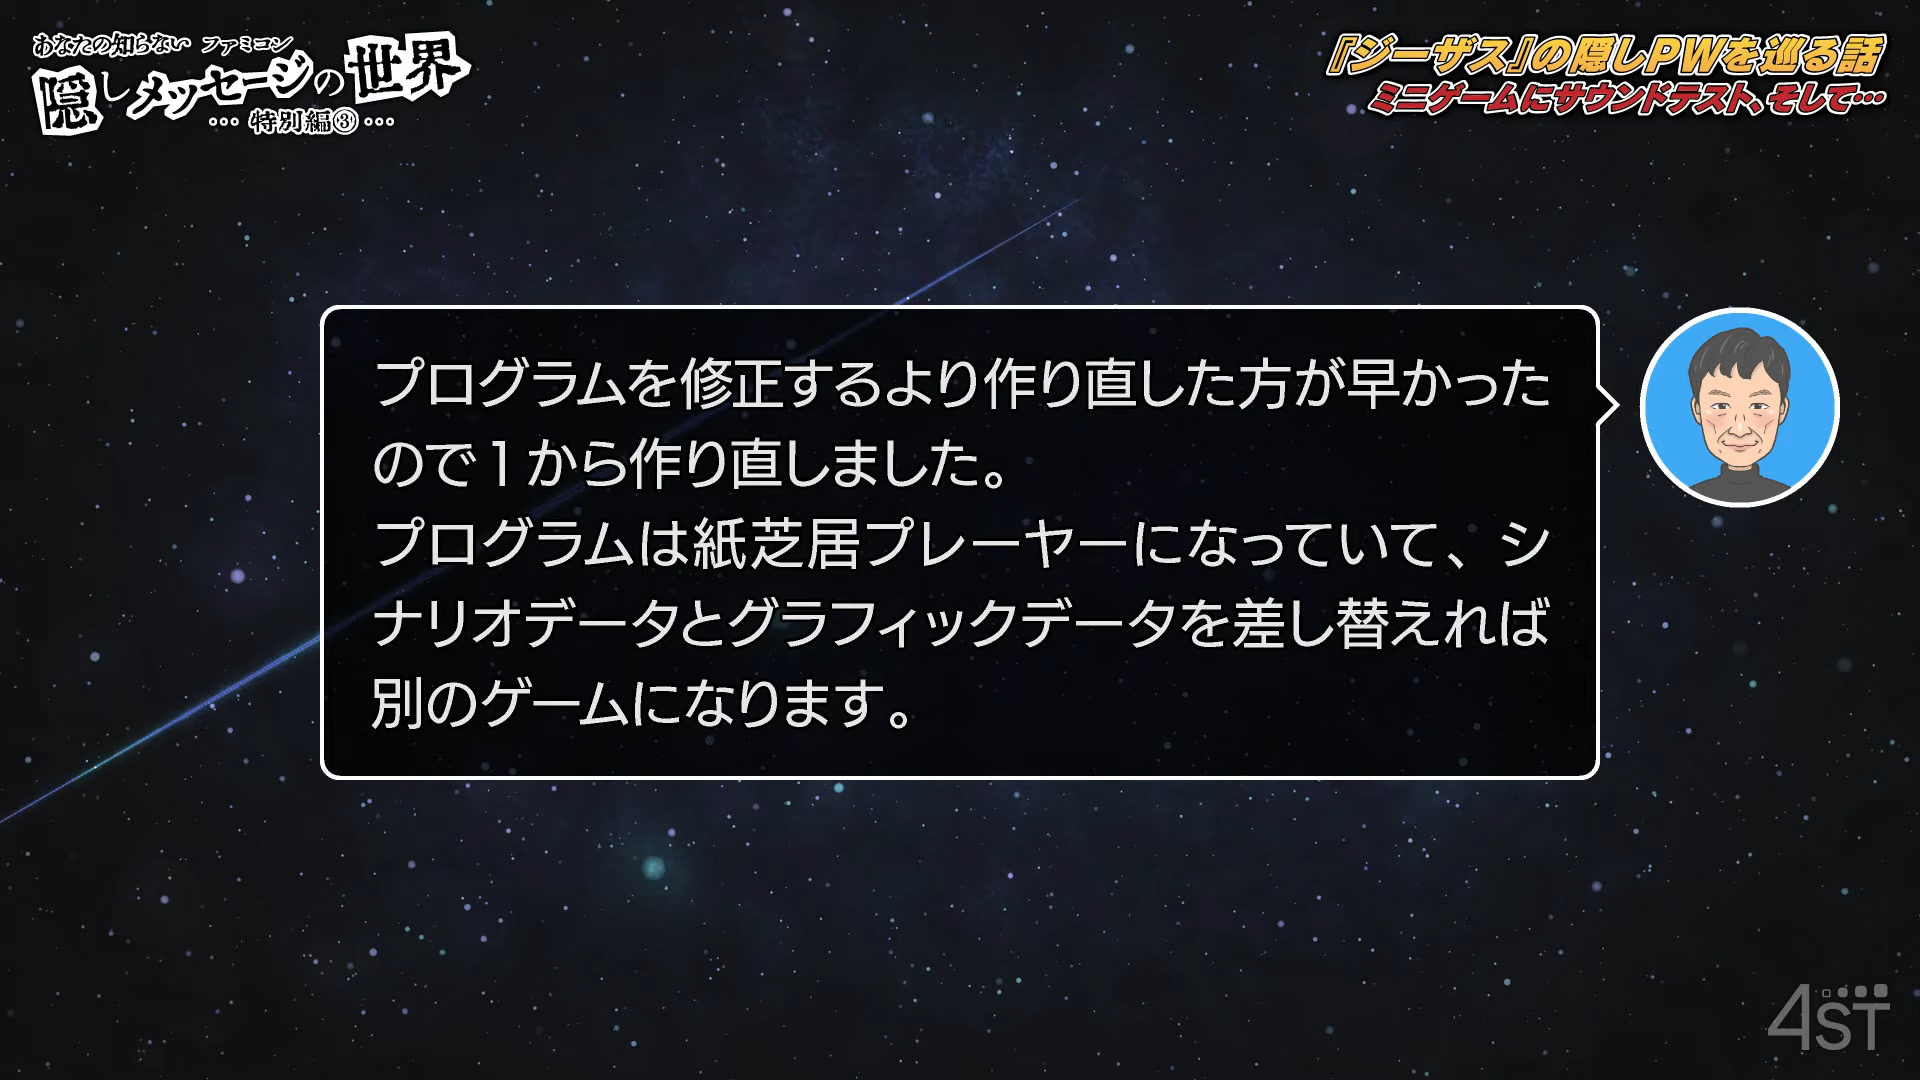 あなたの知らない ファミコン
隠しメッセージの世界
… 特別編③ …
『ジーザス』の隠しPWを巡る話
ミニゲームにサウンドテスト、そして…
プログラムを修正するより作り直した方が早かった
ので１から作り直しました。
プログラムは紙芝居プレーヤーになっていて、シ
ナリオデータとグラフィックデータを差し替えれば
別のゲームになります。
4ST